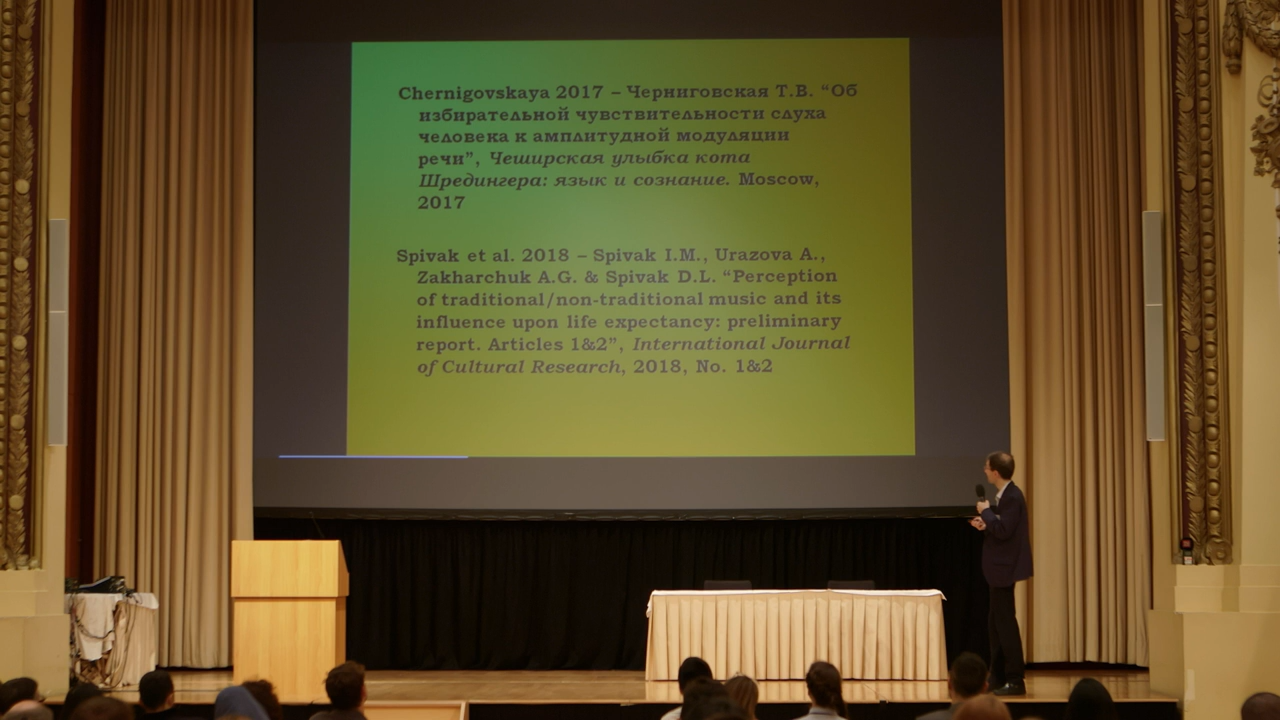 Chernigovskaya 2017 – Черниговская Т.В. “Об
избирательной чувствительности слуха
человека к амплитудной модуляции
речи”, Чеширская улыбка кота
Шредингера: язык и сознание. Moscow,
2017
Spivak et al. 2018 – Spivak I.M., Urazova A.,
Zakharchuk A.G. & Spivak D.L. “Perception
of traditional/non-traditional music and its
influence upon life expectancy: preliminary
report. Articles 1&2”, International Journal
of Cultural Research, 2018, No. 1&2